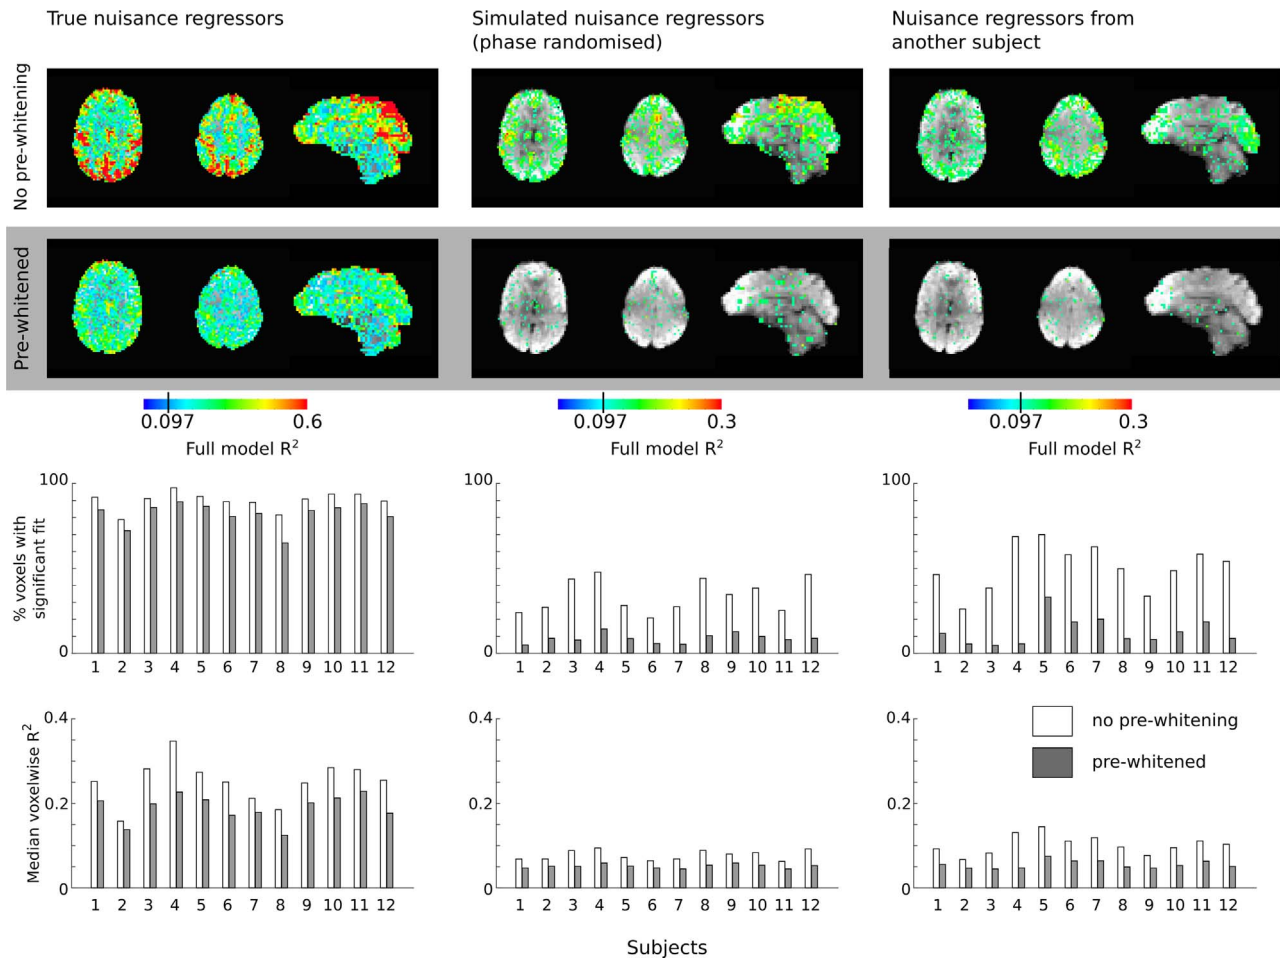 True nuisance regressors
Simulated nuisance regressors
(phase randomised)
Nuisance regressors from
another subject
No pre-whitening
Pre-whitened
0.097 0.6
Full model R²
0.097 0.3
Full model R²
0.097 0.3
Full model R²
% voxels with
significant fit
100
0
1 2 3 4 5 6 7 8 9 10 11 12
100
0
1 2 3 4 5 6 7 8 9 10 11 12
100
0
1 2 3 4 5 6 7 8 9 10 11 12
Median voxelwise R²
0.4
0.2
0
1 2 3 4 5 6 7 8 9 10 11 12
0.4
0.2
0
1 2 3 4 5 6 7 8 9 10 11 12
0.4
0.2
0
1 2 3 4 5 6 7 8 9 10 11 12
no pre-whitening
pre-whitened
Subjects